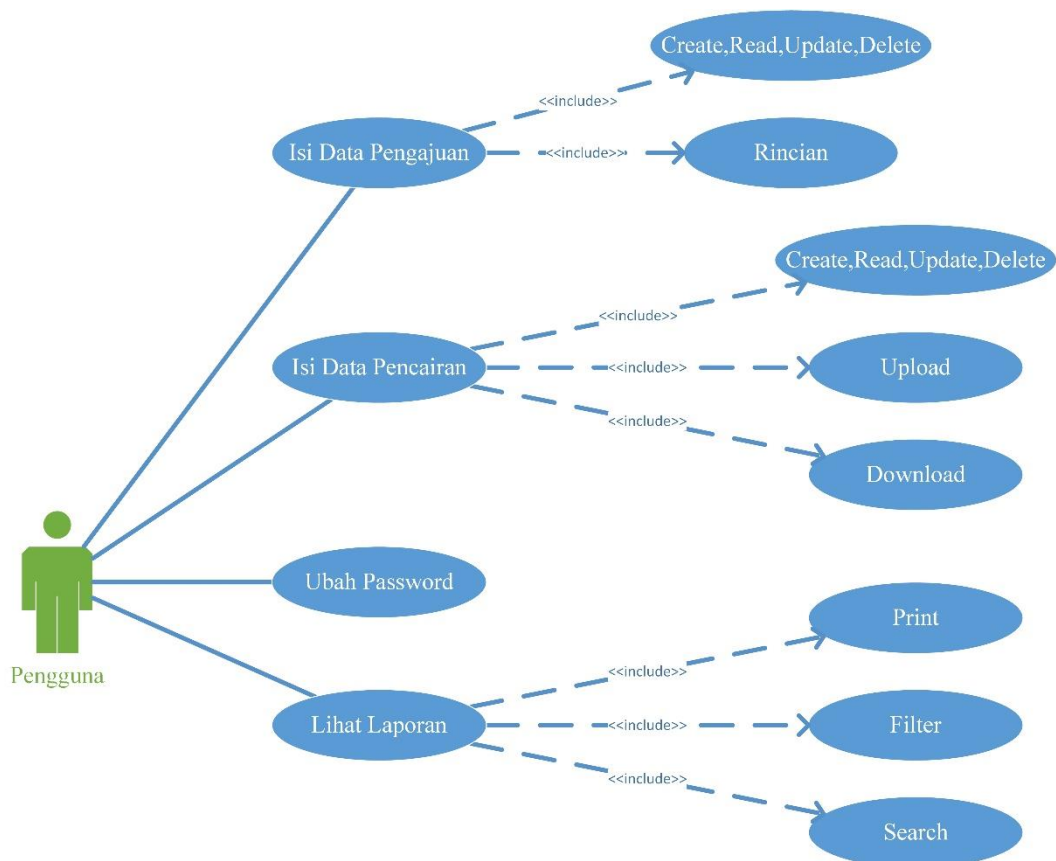 Create,Read,Update,Delete
<<include>>
Isi Data Pengajuan
<<include>>
Rincian
Create,Read,Update,Delete
<<include>>
Isi Data Pencairan
<<include>>
Upload
<<include>>
Download
Ubah Password
Print
Pengguna
<<include>>
Lihat Laporan
<<include>>
Filter
<<include>>
Search